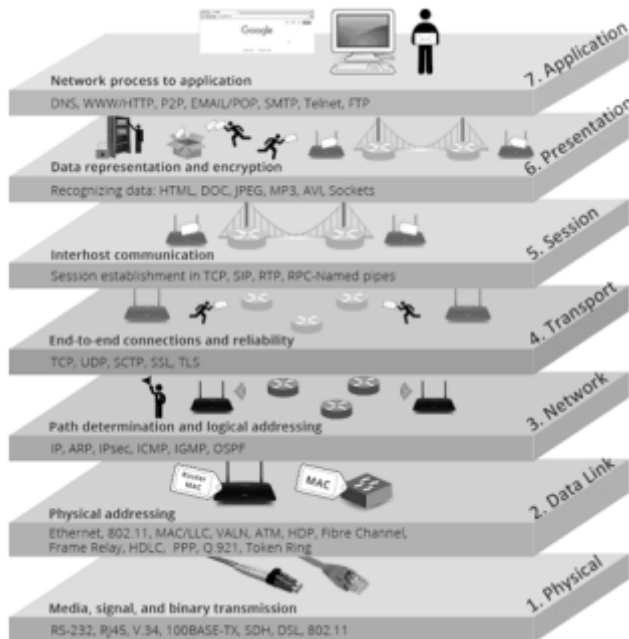 Google
7. Application
Network process to application
DNS, WWW/HTTP, P2P, EMAIL/POP, SMTP, Telnet, FTP
6. Presentation
Data representation and encryption
Recognizing data: HTML, DOC, JPEG, MP3, AVI, Sockets
5. Session
Interhost communication
Session establishment in TCP, SIP, RTP, RPC-Named pipes
4. Transport
End-to-end connections and reliability
TCP, UDP, SCTP, SSL, TLS
3. Network
Path determination and logical addressing
IP, ARP, IPsec, ICMP, IGMP, OSPF
Router
MAC
MAC
2. Data Link
Physical addressing
Ethernet, 802.11, MAC/LLC, VALN, ATM, HDP, Fibre Channel,
Frame Relay, HDLC, PPP, Q 921, Token Ring
1. Physical
Media, signal, and binary transmission
RS-232, RJ45, V.34, 100BASE-TX, SDH, DSL, 802.11